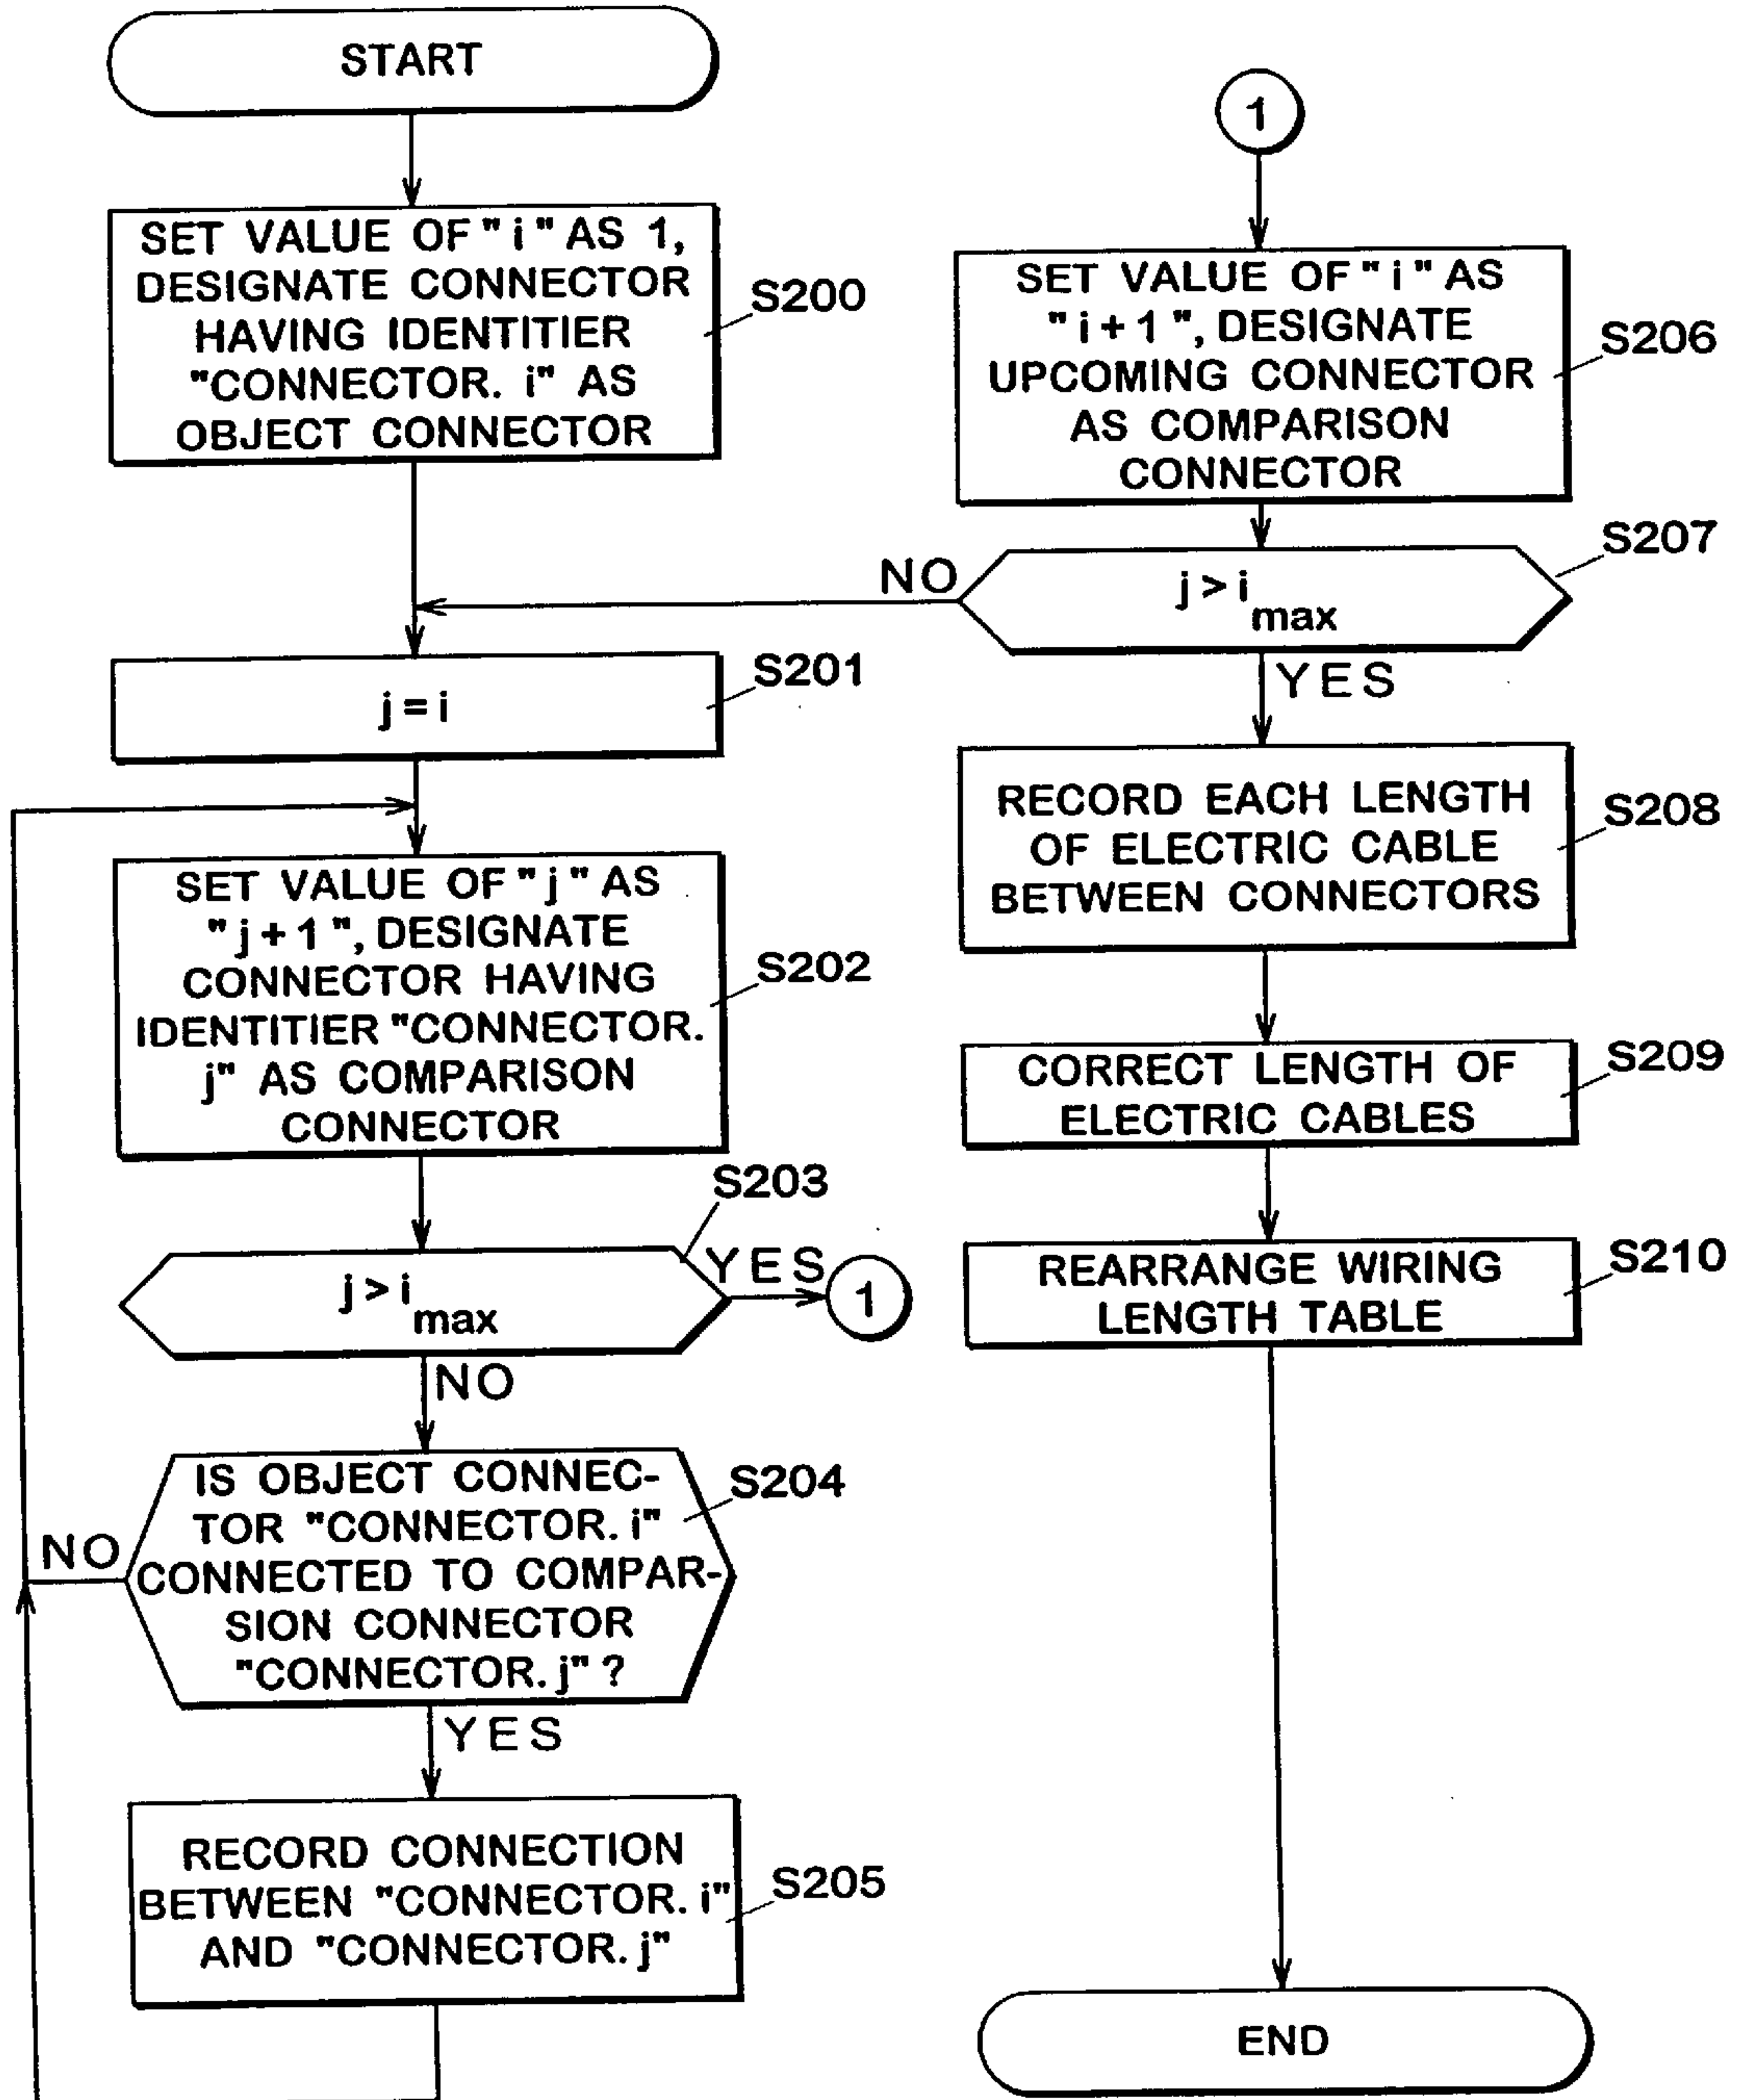 START
SET VALUE OF "i" AS 1,
DESIGNATE CONNECTOR
HAVING IDENTITIER
"CONNECTOR. i" AS
OBJECT CONNECTOR
S200
j = i
S201
SET VALUE OF "j" AS
"j + 1", DESIGNATE
CONNECTOR HAVING
IDENTITIER "CONNECTOR.
j" AS COMPARISON
CONNECTOR
S202
S203
j > i max
YES
1
NO
IS OBJECT CONNEC-
TOR "CONNECTOR. i"
CONNECTED TO COMPAR-
SION CONNECTOR
"CONNECTOR. j" ?
S204
NO
YES
RECORD CONNECTION
BETWEEN "CONNECTOR. i"
AND "CONNECTOR. j"
S205
1
SET VALUE OF "i" AS
"i + 1", DESIGNATE
UPCOMING CONNECTOR
AS COMPARISON
CONNECTOR
S206
S207
NO
j > i max
YES
RECORD EACH LENGTH
OF ELECTRIC CABLE
BETWEEN CONNECTORS
S208
CORRECT LENGTH OF
ELECTRIC CABLES
S209
REARRANGE WIRING
LENGTH TABLE
S210
END